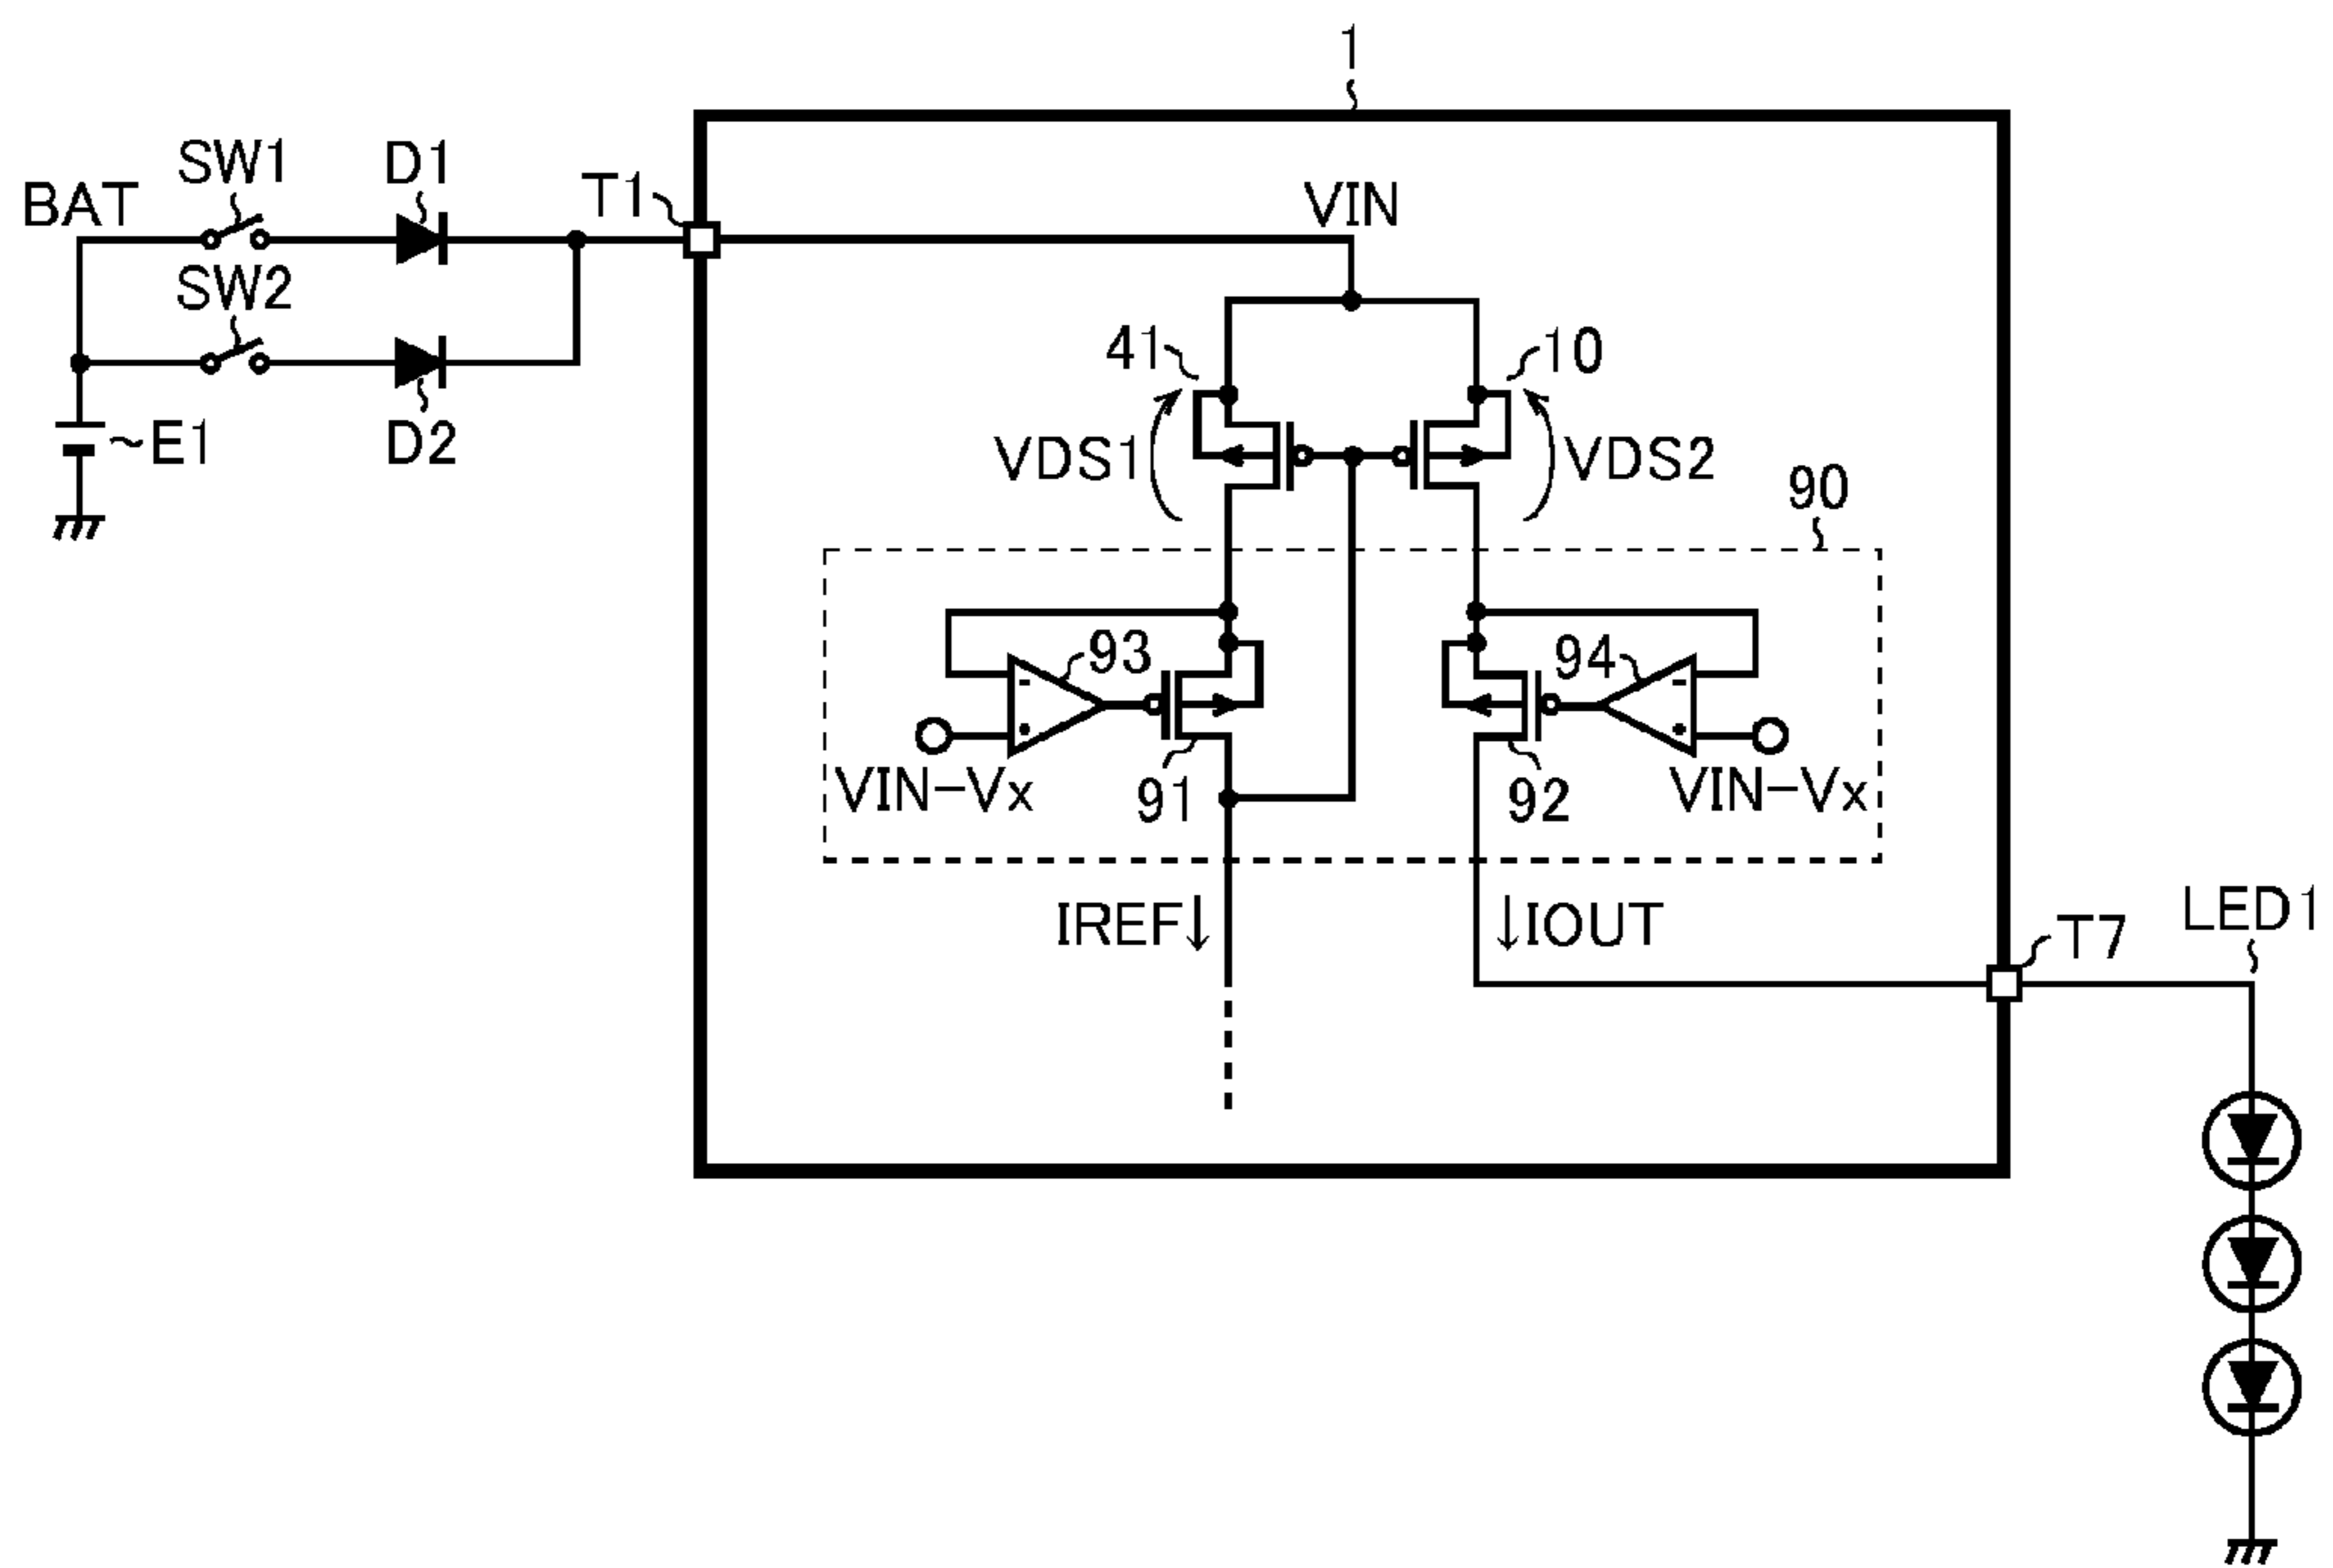 1
BAT
SW1
D1
T1
VIN
SW2
41
10
E1
D2
VDS1
VDS2
90
93
94
-
-
+
+
VIN-Vx
91
92
VIN-Vx
IREF↓
↓IOUT
T7
LED1